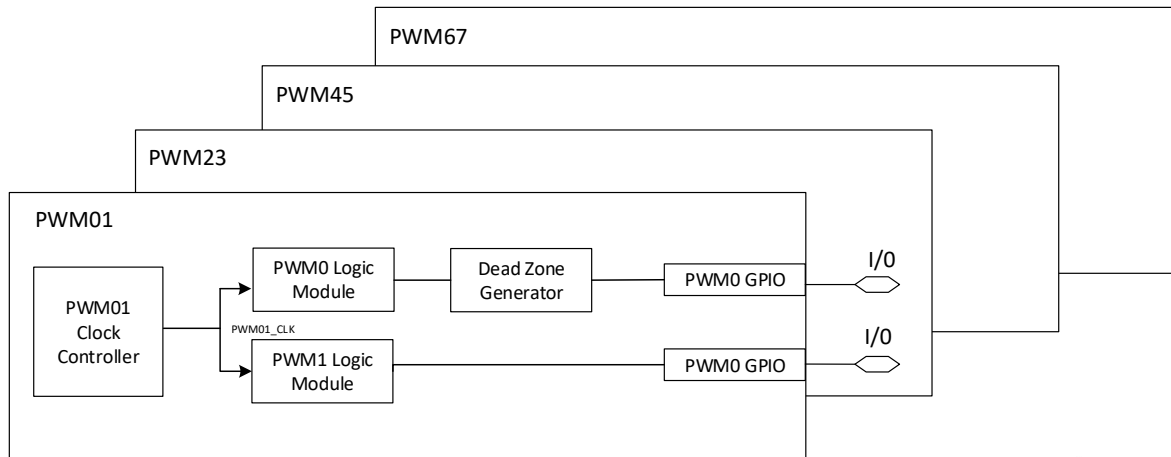 PWM67
PWM45
PWM23
PWM01
PWM01
Clock
Controller
PWM01_CLK
PWM0 Logic
Module
Dead Zone
Generator
PWM0 GPIO
I/0
PWM1 Logic
Module
PWM0 GPIO
I/0